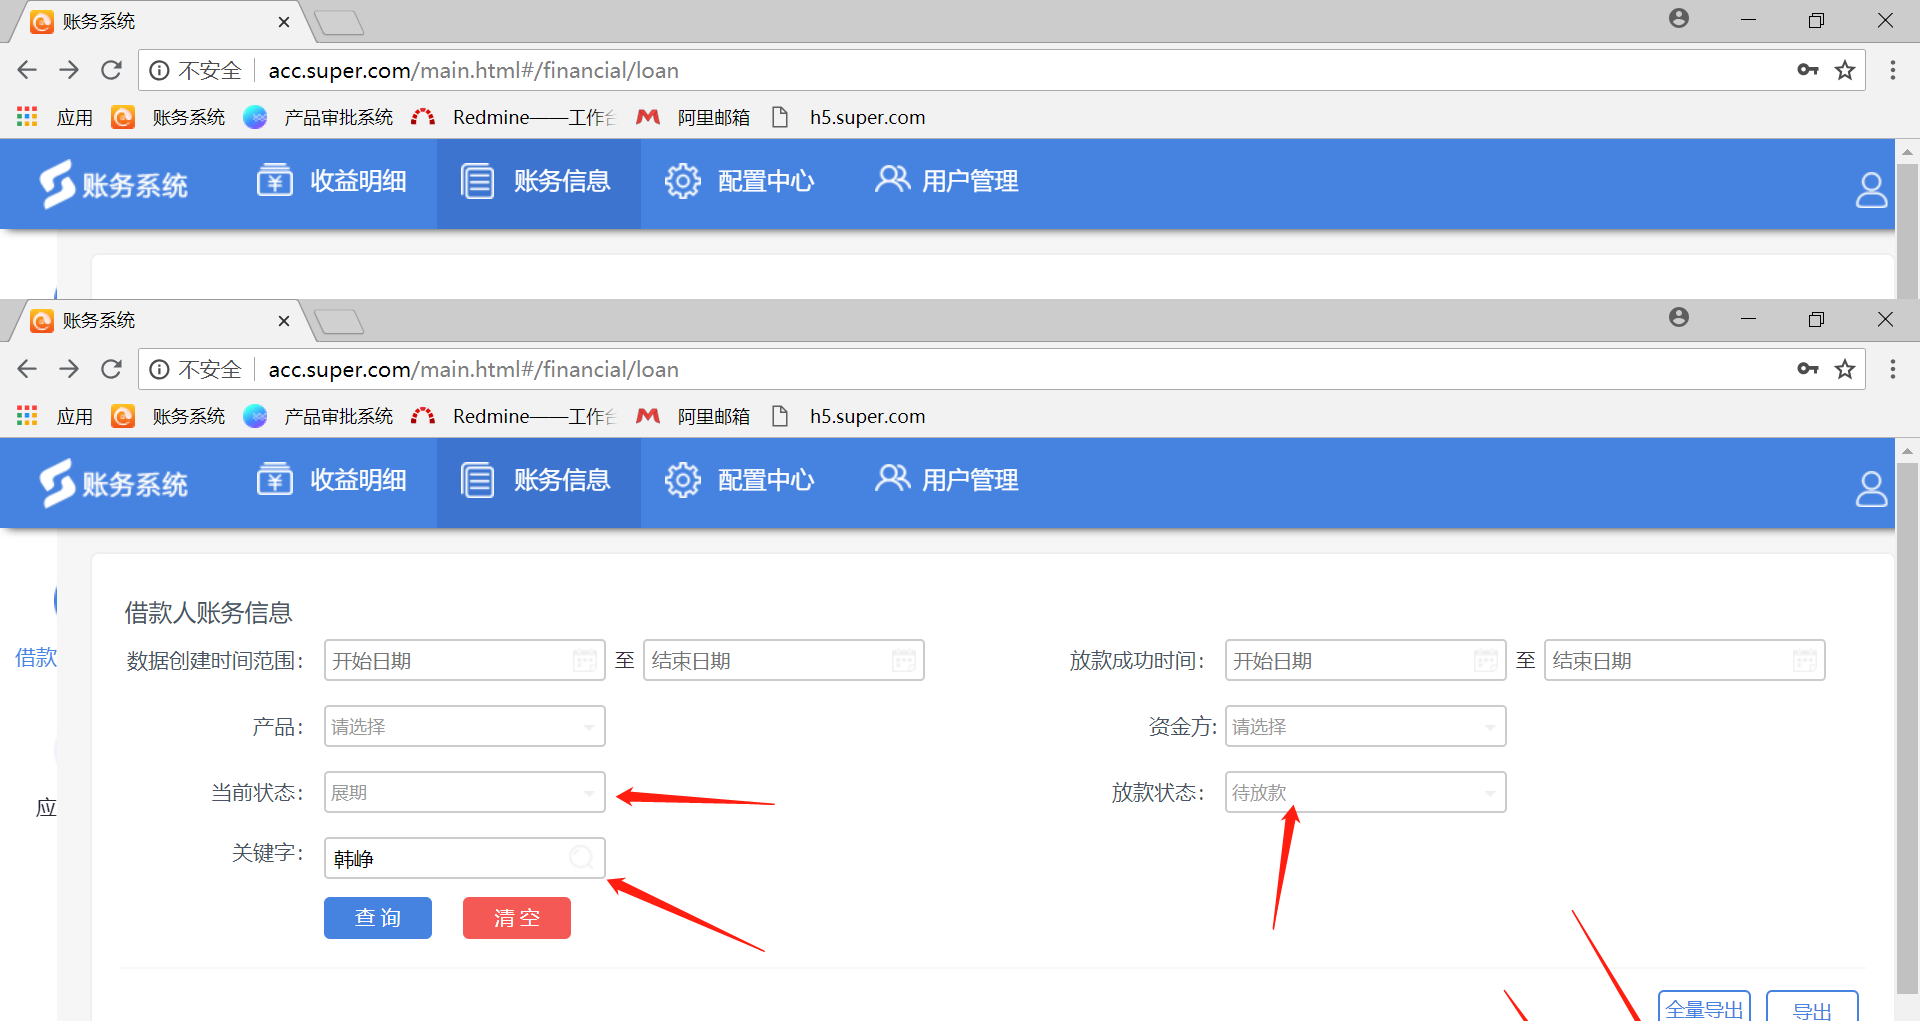 账务系统
不安全 acc.super.com/main.html#/financial/loan
应用 账务系统 产品审批系统 Redmine——工作台 阿里邮箱 h5.super.com
账务系统 收益明细 账务信息 配置中心 用户管理
账务系统
不安全 acc.super.com/main.html#/financial/loan
应用 账务系统 产品审批系统 Redmine——工作台 阿里邮箱 h5.super.com
账务系统 收益明细 账务信息 配置中心 用户管理
借款人账务信息
借款 数据创建时间范围: 开始日期 至 结束日期 放款成功时间: 开始日期 至 结束日期
产品: 请选择 资金方: 请选择
当前状态: 展期 放款状态: 待放款
应
关键字: 韩峥
查询 清空
全量导出 导出